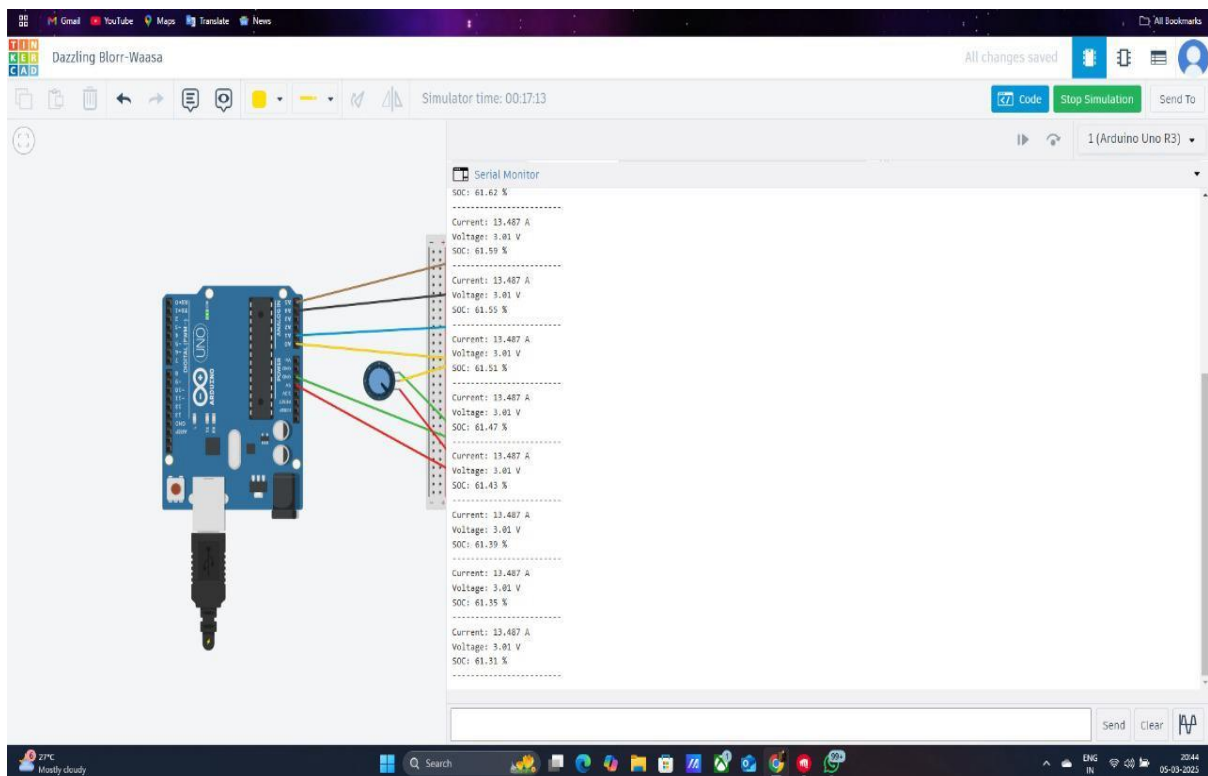 Gmail YouTube Maps Translate News All Bookmarks
TINKERCAD Dazzling Blorr-Waasa All changes saved
Simulator time: 00:17:13 Code Stop Simulation Send To
1 (Arduino Uno R3)
Serial Monitor
SOC: 61.62 %
------------------------
Current: 13.487 A
Voltage: 3.01 V
SOC: 61.59 %
------------------------
Current: 13.487 A
Voltage: 3.01 V
SOC: 61.55 %
------------------------
Current: 13.487 A
Voltage: 3.01 V
SOC: 61.51 %
------------------------
Current: 13.487 A
Voltage: 3.01 V
SOC: 61.47 %
------------------------
Current: 13.487 A
Voltage: 3.01 V
SOC: 61.43 %
------------------------
Current: 13.487 A
Voltage: 3.01 V
SOC: 61.39 %
------------------------
Current: 13.487 A
Voltage: 3.01 V
SOC: 61.35 %
------------------------
Current: 13.487 A
Voltage: 3.01 V
SOC: 61.31 %
------------------------
UNO
ARDUINO
Send Clear
27°C Search 99+ ENG 20:44
Mostly cloudy IN 05-03-2025